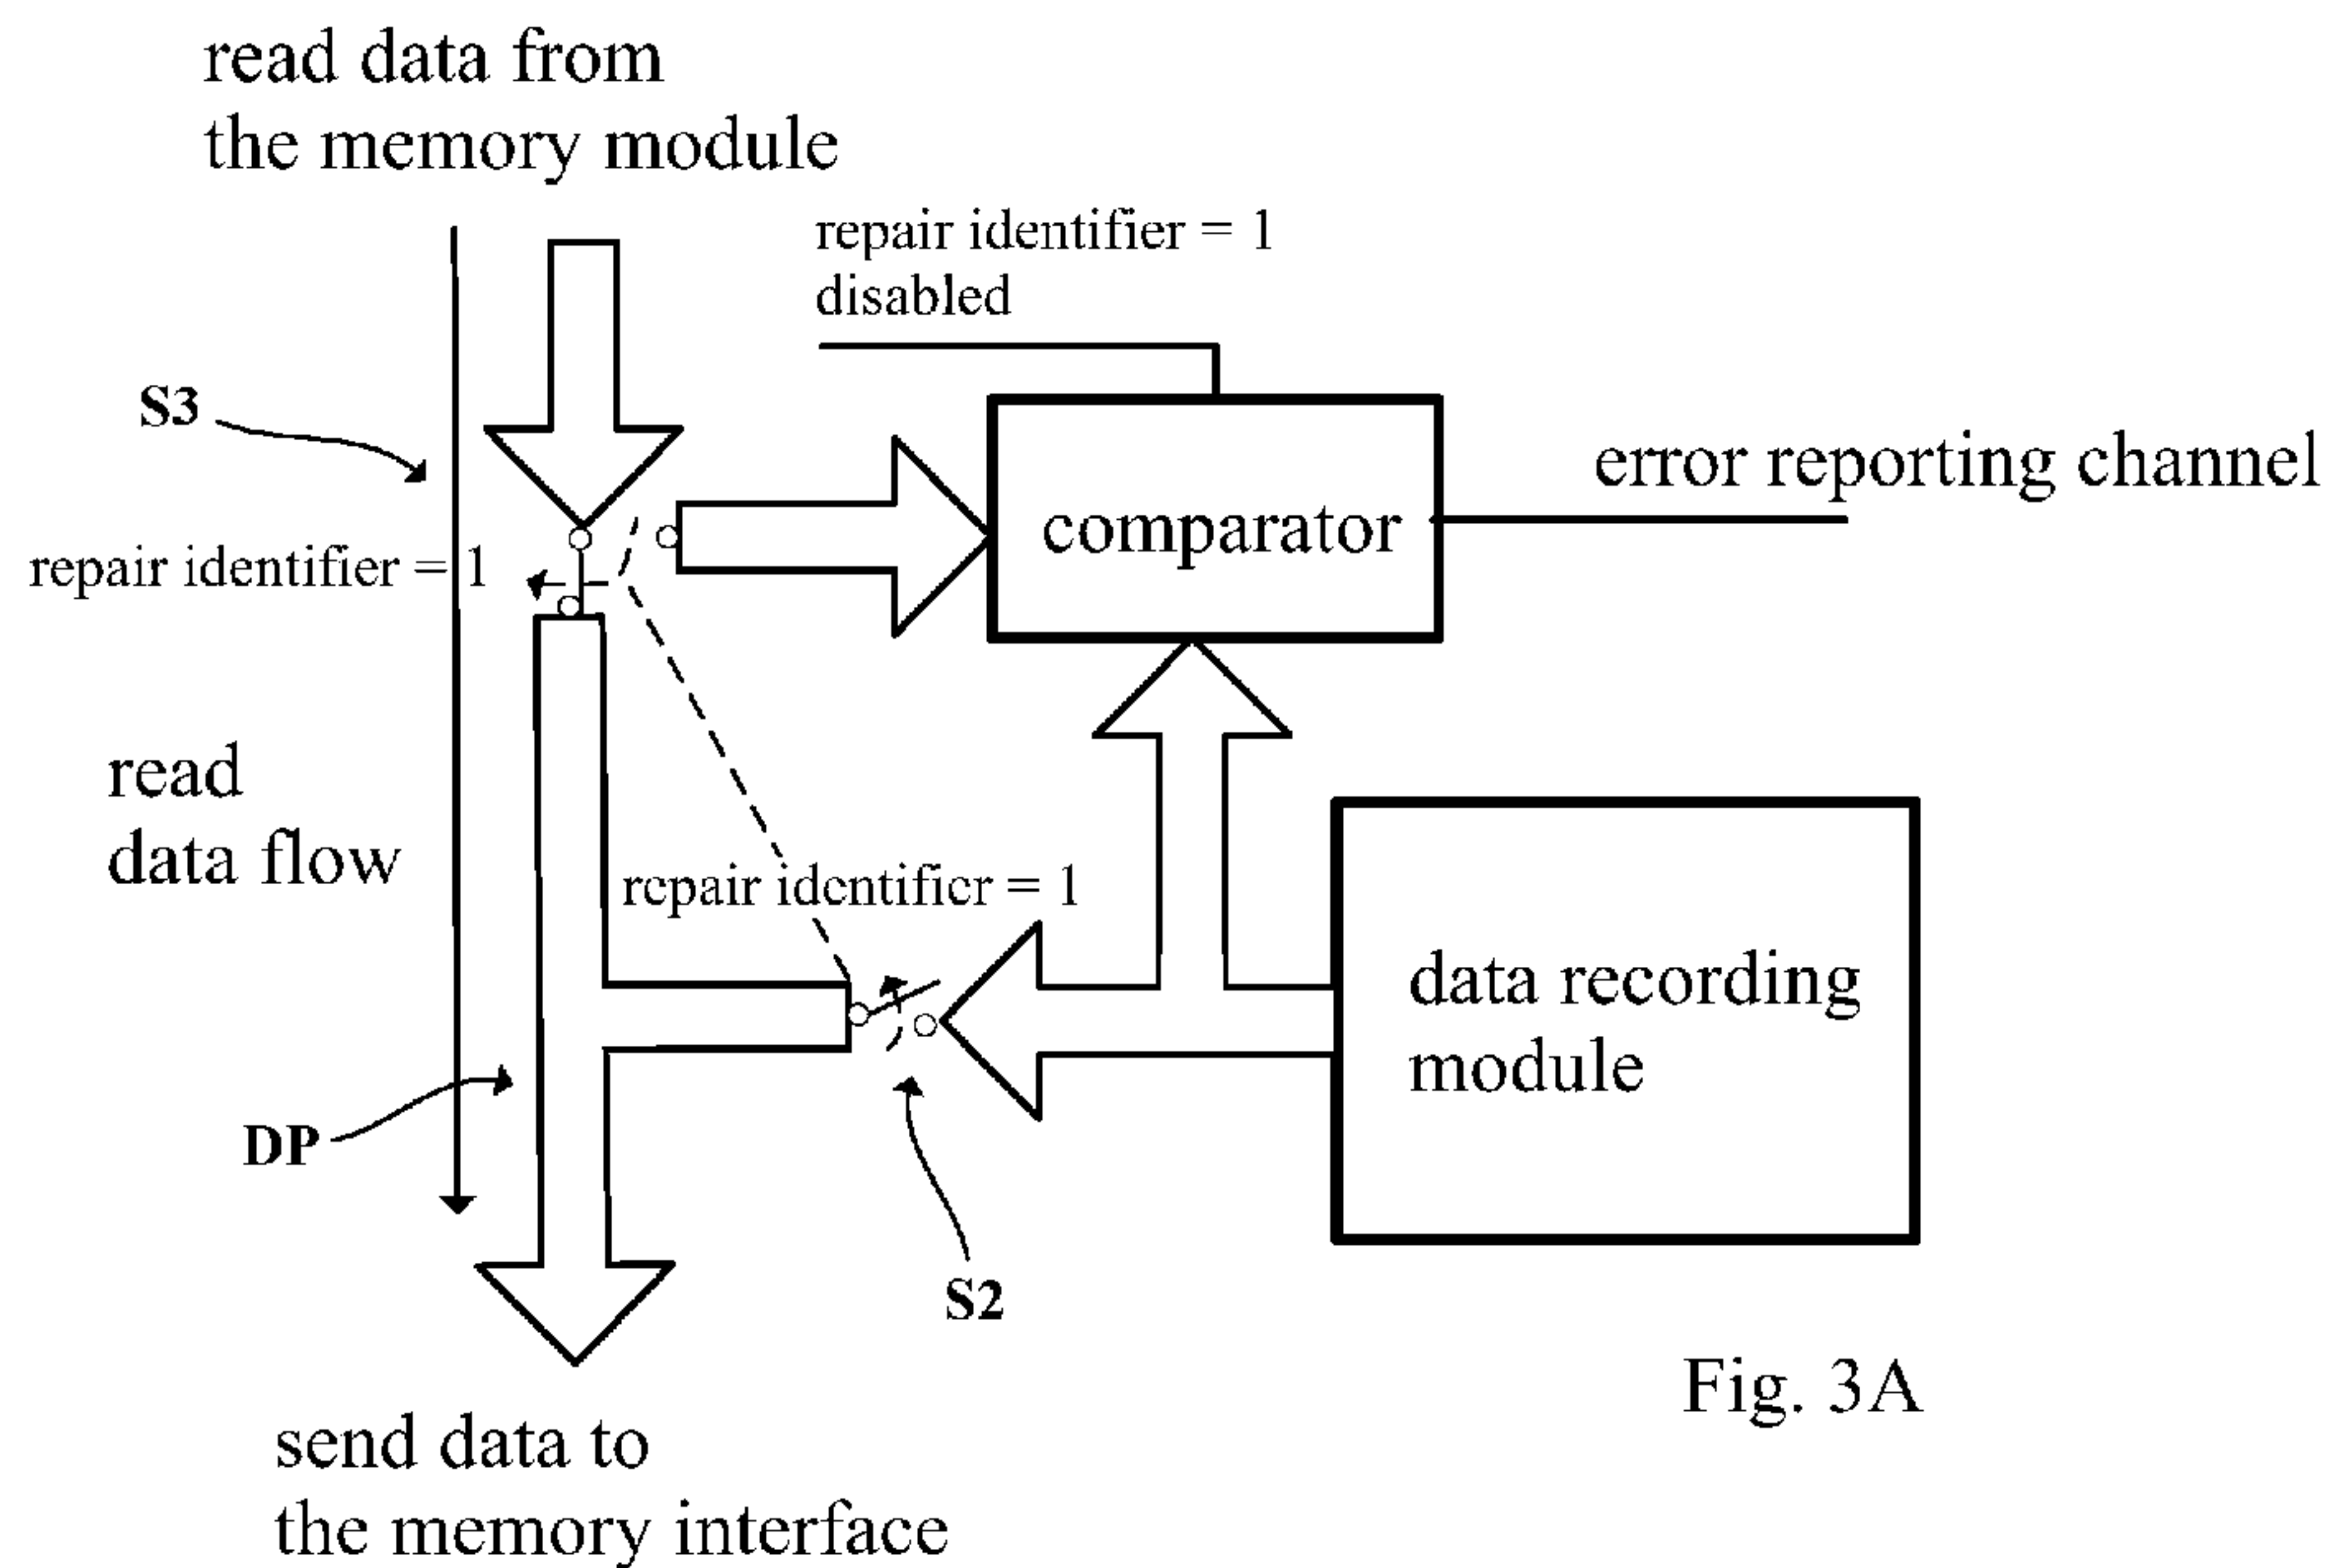 read data from
the memory module
repair identifier = 1
disabled
S3
error reporting channel
comparator
repair identifier = 1
read
data flow
repair identifier = 1
data recording
module
DP
S2
Fig. 3A
send data to
the memory interface